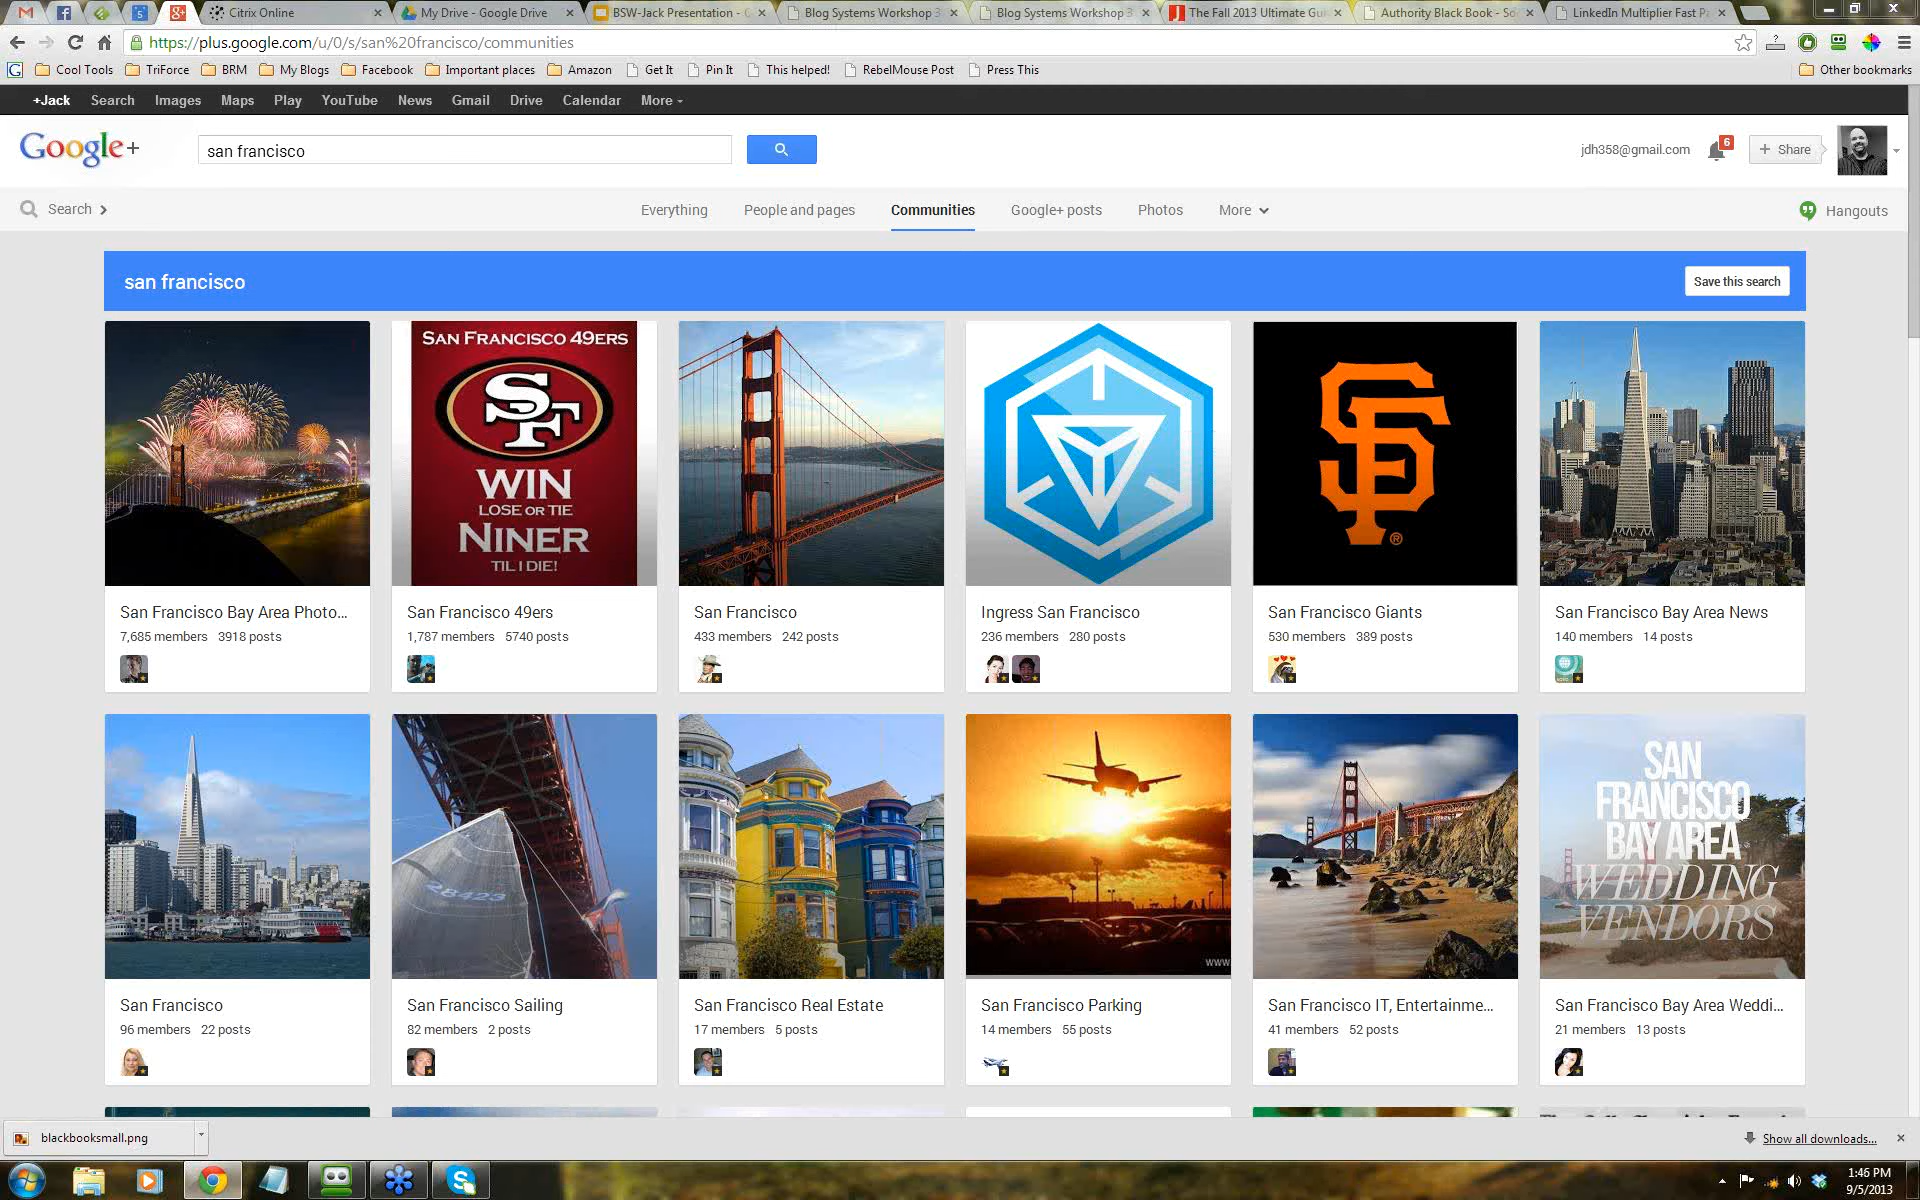 Citrix Online
My Drive - Google Drive
BSW-Jack Presentation -
Blog Systems Workshop 3
Blog Systems Workshop 3
The Fall 2013 Ultimate Gu
Authority Black Book - So
LinkedIn Multiplier Fast Pa
https://plus.google.com/u/0/s/san%20francisco/communities
Cool Tools
TriForce
BRM
My Blogs
Facebook
Important places
Amazon
Get It
Pin It
This helped!
RebelMouse Post
Press This
Other bookmarks
+Jack Search Images Maps Play YouTube News Gmail Drive Calendar More
Google+
san francisco
jdh358@gmail.com
6
+ Share
Search
Everything
People and pages
Communities
Google+ posts
Photos
More
Hangouts
san francisco
Save this search
SAN FRANCISCO 49ERS
SF
WIN
LOSE OR TIE
NINER
TIL I DIE!
SF
®
San Francisco Bay Area Photo...
7,685 members 3918 posts
San Francisco 49ers
1,787 members 5740 posts
San Francisco
433 members 242 posts
Ingress San Francisco
236 members 280 posts
San Francisco Giants
530 members 389 posts
San Francisco Bay Area News
140 members 14 posts
28423
www
SAN
FRANCISCO
BAY AREA
WEDDING
VENDORS
San Francisco
96 members 22 posts
San Francisco Sailing
82 members 2 posts
San Francisco Real Estate
17 members 5 posts
San Francisco Parking
14 members 55 posts
San Francisco IT, Entertainme...
41 members 52 posts
San Francisco Bay Area Weddi...
21 members 13 posts
blackbooksmall.png
Show all downloads...
1:46 PM
9/5/2013